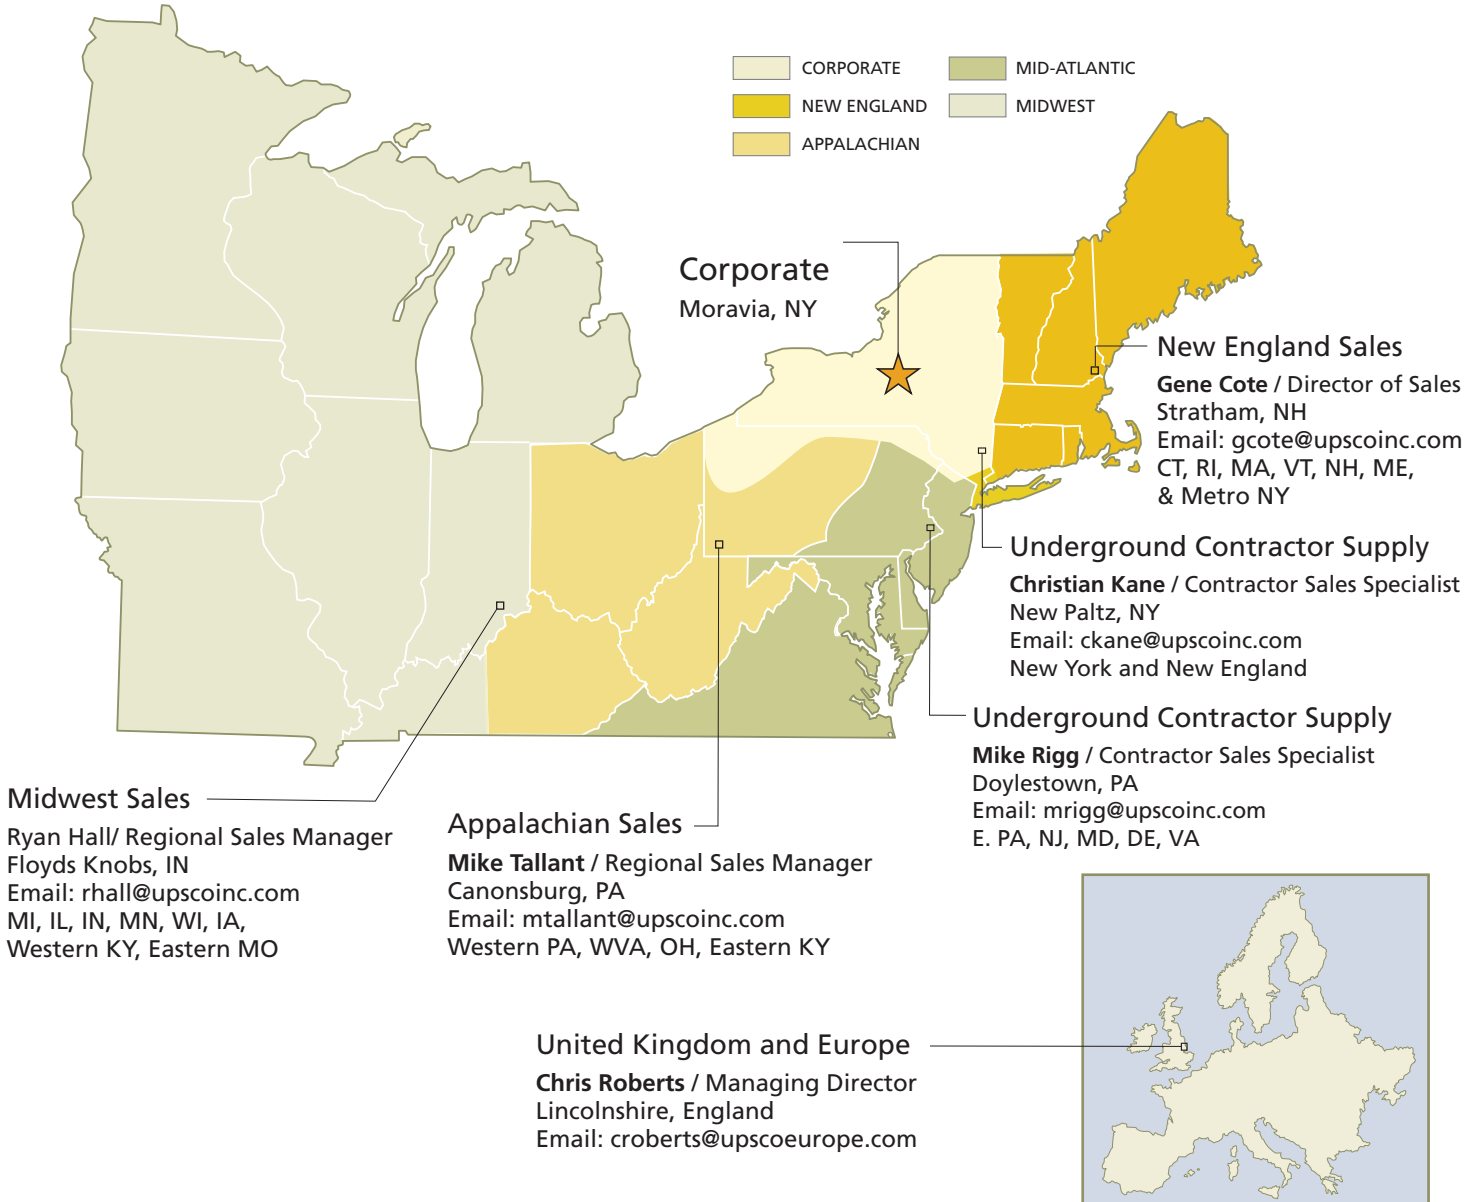 CORPORATE
NEW ENGLAND
APPALACHIAN
MID-ATLANTIC
MIDWEST
Corporate
Moravia, NY
New England Sales
Gene Cote / Director of Sales
Stratham, NH
Email: gcote@upscoinc.com
CT, RI, MA, VT, NH, ME,
& Metro NY
Underground Contractor Supply
Christian Kane / Contractor Sales Specialist
New Paltz, NY
Email: ckane@upscoinc.com
New York and New England
Underground Contractor Supply
Mike Rigg / Contractor Sales Specialist
Doylestown, PA
Email: mrigg@upscoinc.com
E. PA, NJ, MD, DE, VA
Midwest Sales
Ryan Hall/ Regional Sales Manager
Floyds Knobs, IN
Email: rhall@upscoinc.com
MI, IL, IN, MN, WI, IA,
Western KY, Eastern MO
Appalachian Sales
Mike Tallant / Regional Sales Manager
Canonsburg, PA
Email: mtallant@upscoinc.com
Western PA, WVA, OH, Eastern KY
United Kingdom and Europe
Chris Roberts / Managing Director
Lincolnshire, England
Email: croberts@upscoeurope.com